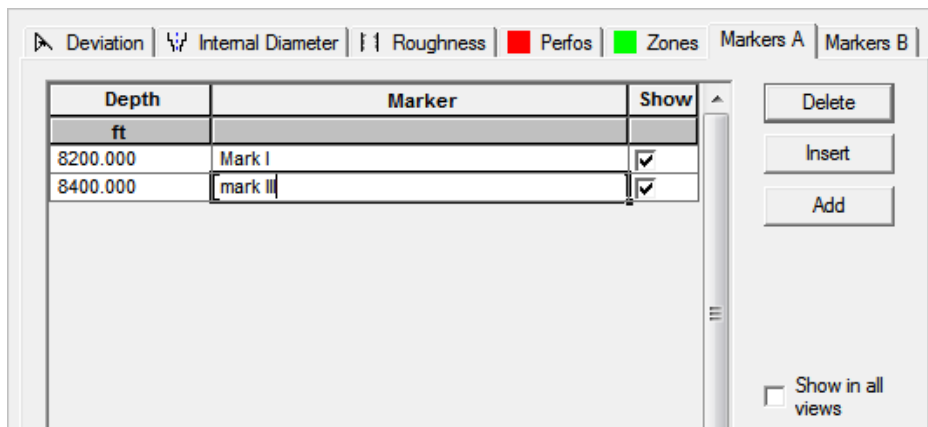 Deviation Internal Diameter Roughness Perfos Zones Markers A Markers B
Depth Marker Show
ft
8200.000 Mark I
8400.000 mark III
Delete
Insert
Add
Show in all
views